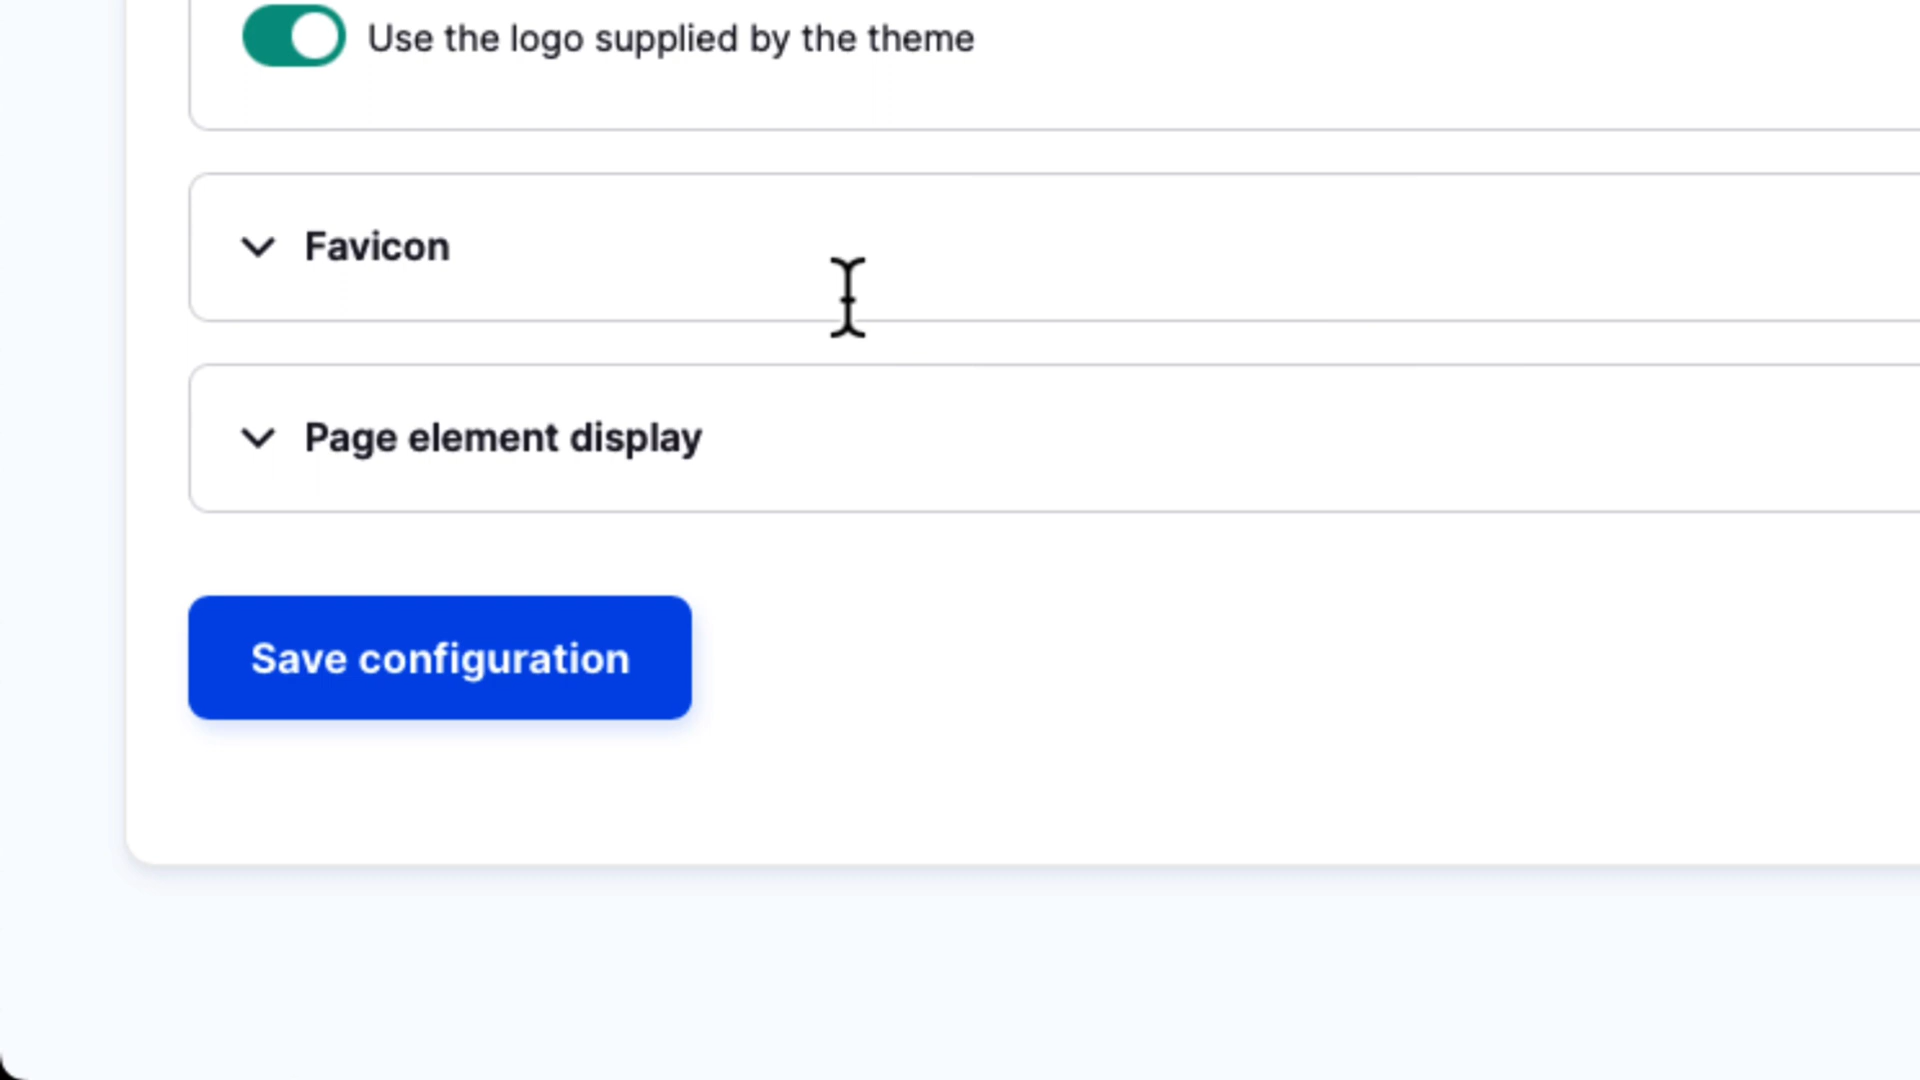 Use the logo supplied by the theme
Favicon
Page element display
Save configuration